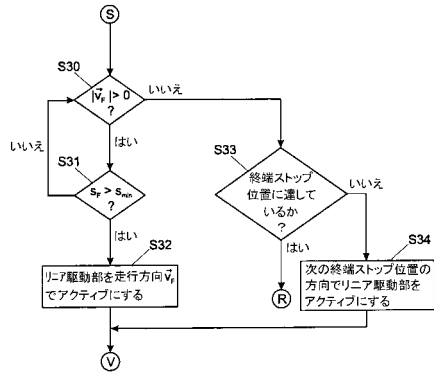 S
S30
|v⃗F| > 0
?
いいえ
はい
いいえ
S31
sF > smin
?
はい
S32
リニア駆動部を走行方向v⃗F
でアクティブにする
V
S33
終端ストップ
位置に達して
いるか
?
いいえ
はい
R
S34
次の終端ストップ位置の
方向でリニア駆動部を
アクティブにする